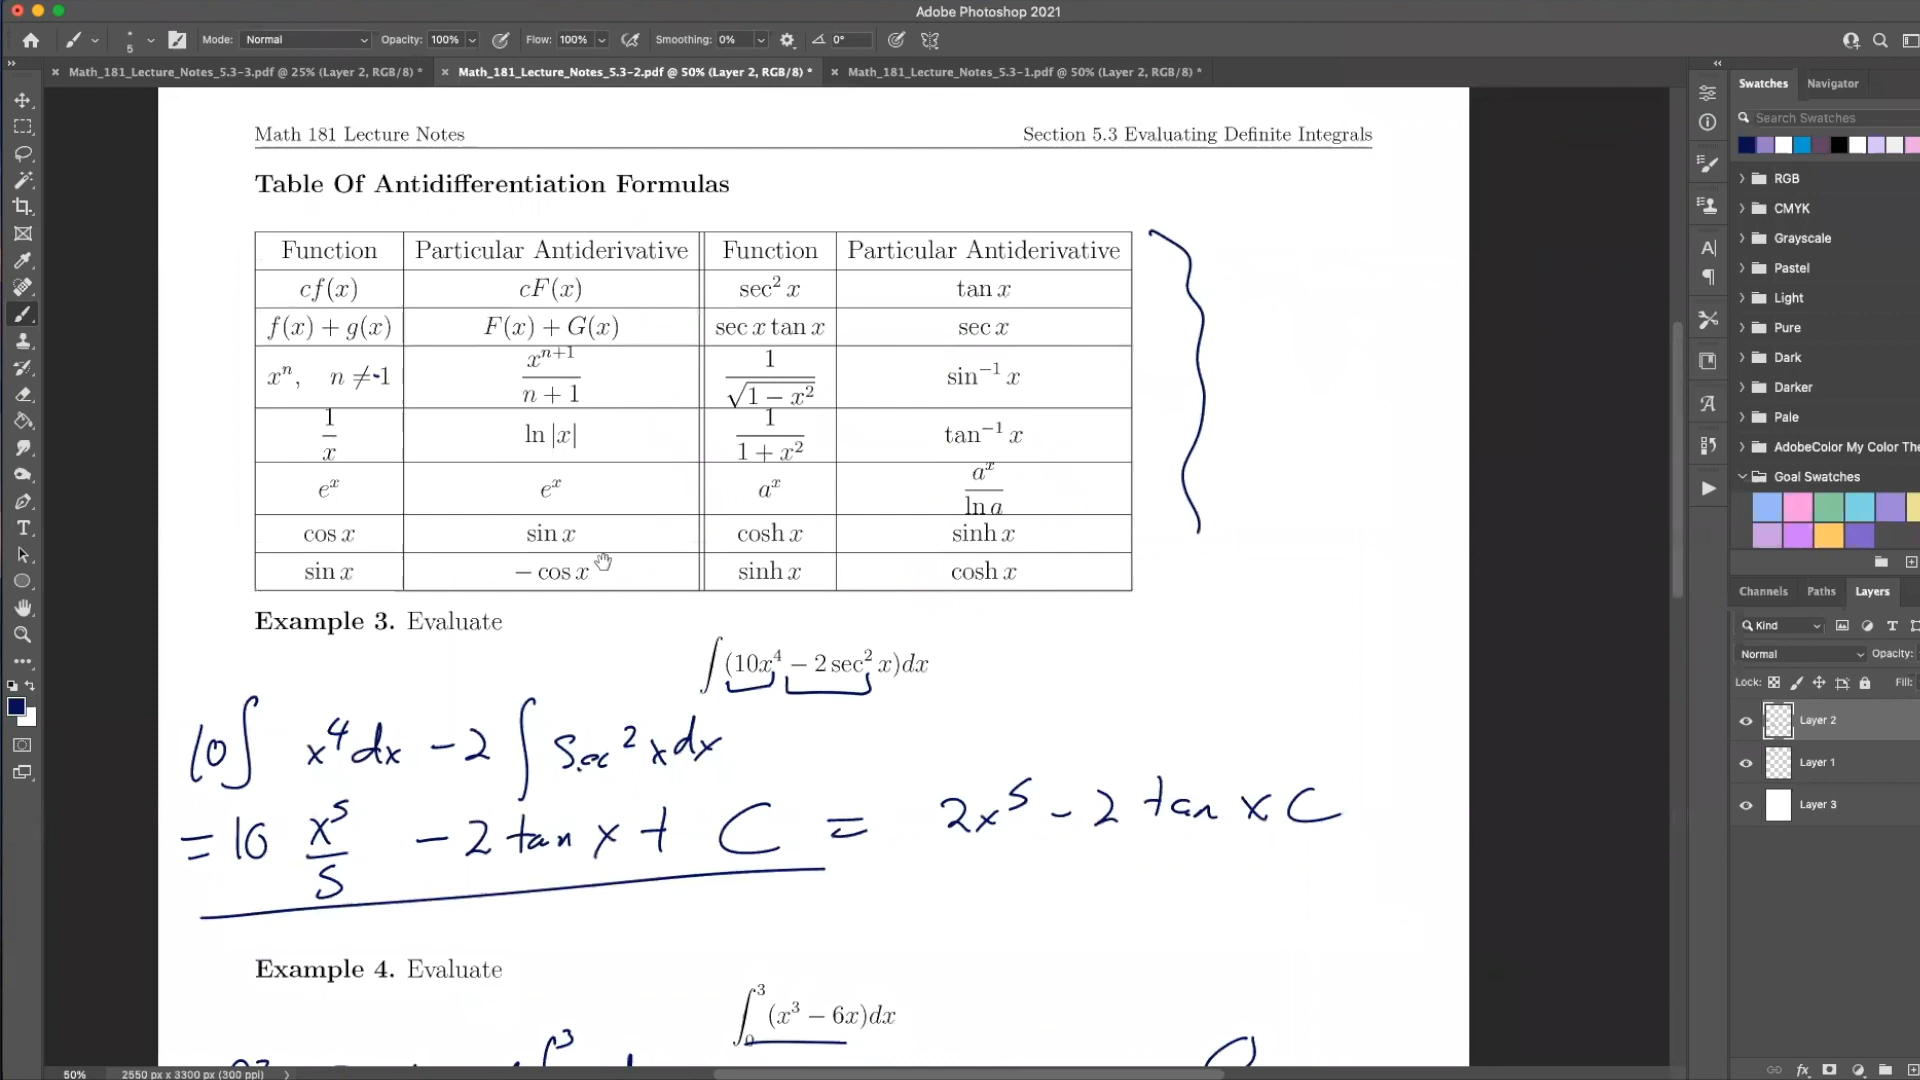 Adobe Photoshop 2021
5 Mode: Normal Opacity: 100% Flow: 100% Smoothing: 0% 0°
× Math_181_Lecture_Notes_5.3-3.pdf @ 25% (Layer 2, RGB/8) * × Math_181_Lecture_Notes_5.3-2.pdf @ 50% (Layer 2, RGB/8) * × Math_181_Lecture_Notes_5.3-1.pdf @ 50% (Layer 2, RGB/8) *
Math 181 Lecture Notes Section 5.3 Evaluating Definite Integrals
Table Of Antidifferentiation Formulas
Function Particular Antiderivative Function Particular Antiderivative
cf(x) cF(x) sec² x tan x
f(x) + g(x) F(x) + G(x) sec x tan x sec x
xⁿ, n ≠ -1 xⁿ⁺¹/(n + 1) 1/√(1 − x²) sin⁻¹ x
1/x ln |x| 1/(1 + x²) tan⁻¹ x
eˣ eˣ aˣ aˣ/ln a
cos x sin x cosh x sinh x
sin x − cos x sinh x cosh x
Example 3. Evaluate
∫(10x⁴ − 2 sec² x)dx
10∫ x⁴ dx − 2 ∫ sec² x dx
= 10 x⁵/5 − 2 tan x + C = 2x⁵ − 2 tan x C
Example 4. Evaluate
∫₀³ (x³ − 6x)dx
3
50% 2550 px x 3300 px (300 ppi)
Swatches Navigator
Search Swatches
RGB
CMYK
Grayscale
Pastel
Light
Pure
Dark
Darker
Pale
AdobeColor My Color The
Goal Swatches
Channels Paths Layers
Kind
Normal Opacity:
Lock: Fill:
Layer 2
Layer 1
Layer 3
fx